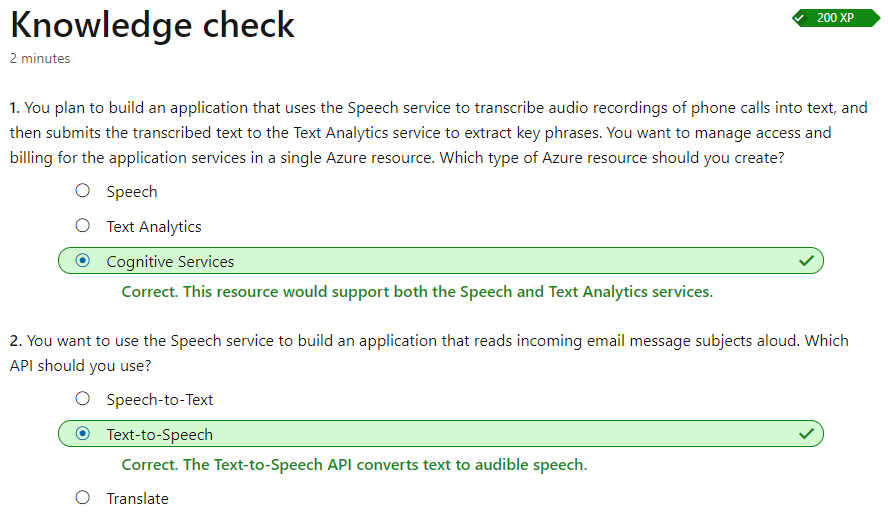 Knowledge check
200 XP
2 minutes
1. You plan to build an application that uses the Speech service to transcribe audio recordings of phone calls into text, and
then submits the transcribed text to the Text Analytics service to extract key phrases. You want to manage access and
billing for the application services in a single Azure resource. Which type of Azure resource should you create?
Speech
Text Analytics
Cognitive Services
Correct. This resource would support both the Speech and Text Analytics services.
2. You want to use the Speech service to build an application that reads incoming email message subjects aloud. Which
API should you use?
Speech-to-Text
Text-to-Speech
Correct. The Text-to-Speech API converts text to audible speech.
Translate